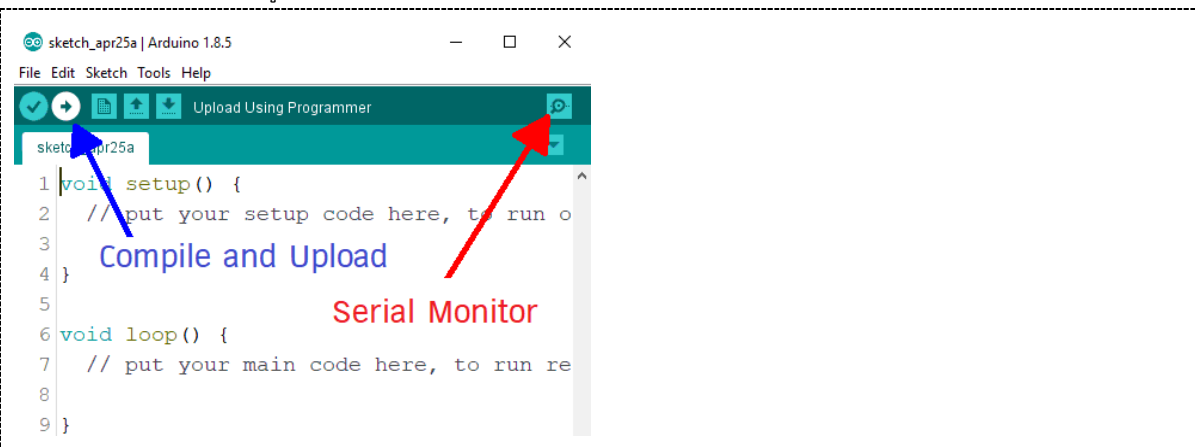 sketch_apr25a | Arduino 1.8.5
File Edit Sketch Tools Help
Upload Using Programmer
sketch_apr25a
1 void setup() {
2 // put your setup code here, to run o
3
Compile and Upload
4 }
5
Serial Monitor
6 void loop() {
7 // put your main code here, to run re
8
9 }